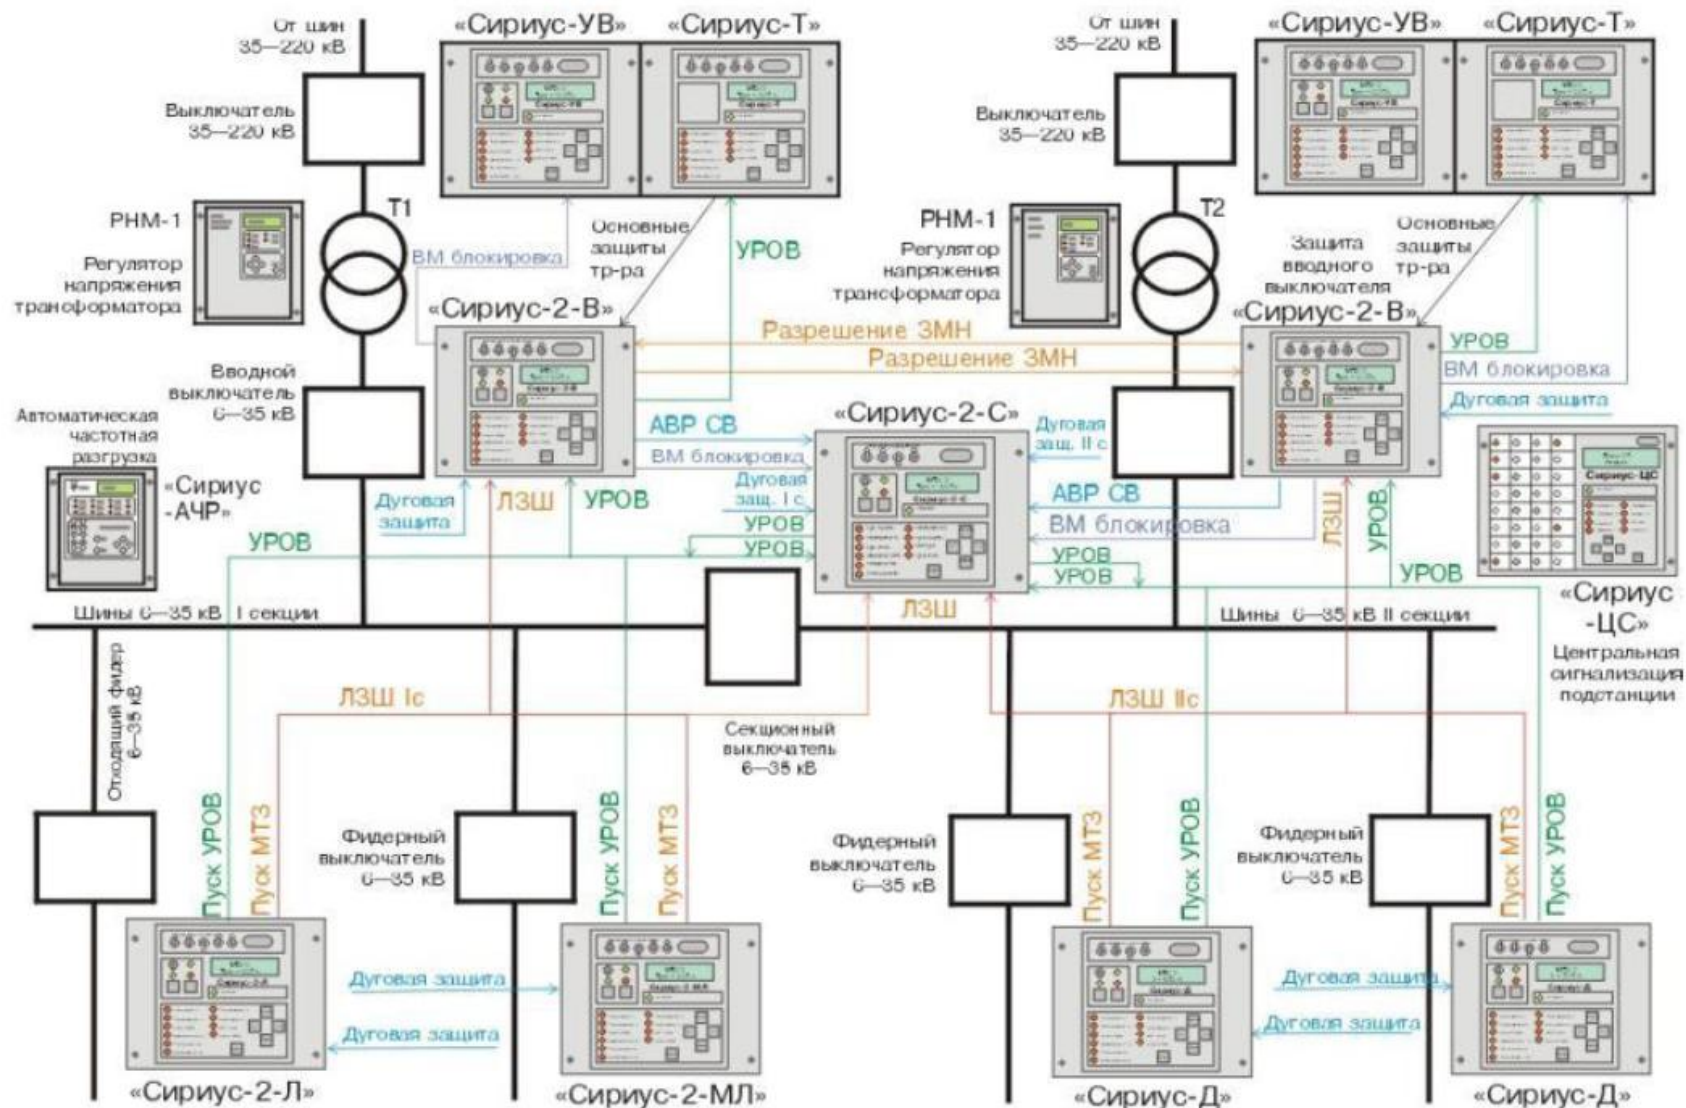 От шин
35—220 кВ
«Сириус-УВ»
«Сириус-Т»
От шин
35—220 кВ
«Сириус-УВ»
«Сириус-Т»
Выключатель
35—220 кВ
Выключатель
35—220 кВ
РНМ-1
Регулятор
напряжения
трансформатора
Т1
ВМ блокировка
Основные
защиты
тр-ра
УРОВ
РНМ-1
Регулятор
напряжения
трансформатора
Т2
Защита
вводного
выключателя
Основные
защиты
тр-ра
«Сириус-2-В»
«Сириус-2-В»
Разрешение ЗМН
Разрешение ЗМН
УРОВ
ВМ блокировка
Дуговая защита
Вводной
выключатель
6—35 кВ
Автоматическая
частотная
разгрузка
«Сириус
-АЧР»
«Сириус-2-С»
АВР СВ
ВМ блокировка
Дуговая
защ. I с
УРОВ
УРОВ
Дуговая
защ. II с
АВР СВ
ВМ блокировка
УРОВ
УРОВ
Дуговая
защита
ЛЗШ
УРОВ
УРОВ
ЛЗШ
УРОВ
УРОВ
Сириус-ЦС
«Сириус
-ЦС»
Центральная
сигнализация
подстанции
ЛЗШ
Шины 6—35 кВ I секции
Шины 6—35 кВ II секции
Отходящий фидер
6—35 кВ
ЛЗШ Iс
ЛЗШ IIс
Секционный
выключатель
6—35 кВ
Пуск УРОВ
Пуск МТЗ
Фидерный
выключатель
6—35 кВ
Пуск УРОВ
Пуск МТЗ
Фидерный
выключатель
6—35 кВ
Пуск МТЗ
Пуск УРОВ
Фидерный
выключатель
6—35 кВ
Пуск МТЗ
Пуск УРОВ
Дуговая защита
Дуговая защита
Дуговая защита
Дуговая защита
«Сириус-2-Л»
«Сириус-2-МЛ»
«Сириус-Д»
«Сириус-Д»